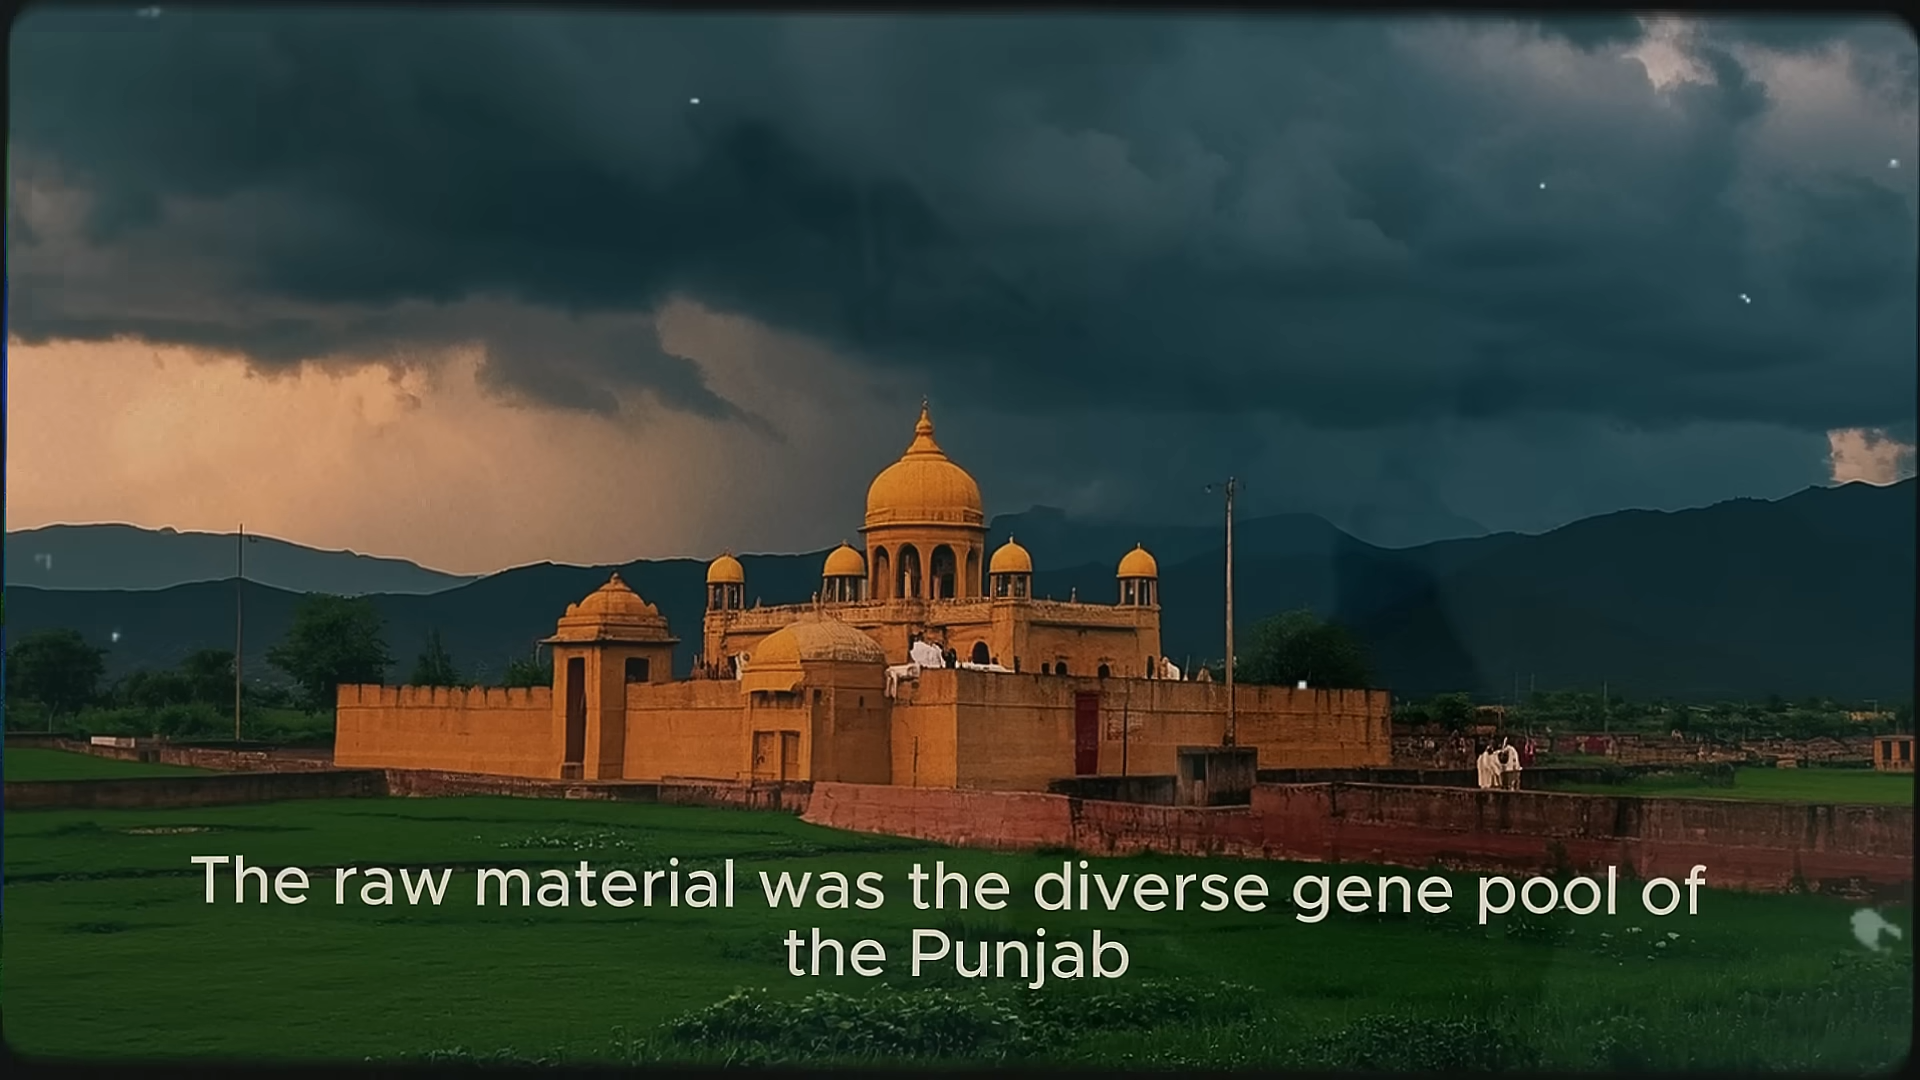 The raw material was the diverse gene pool of
the Punjab